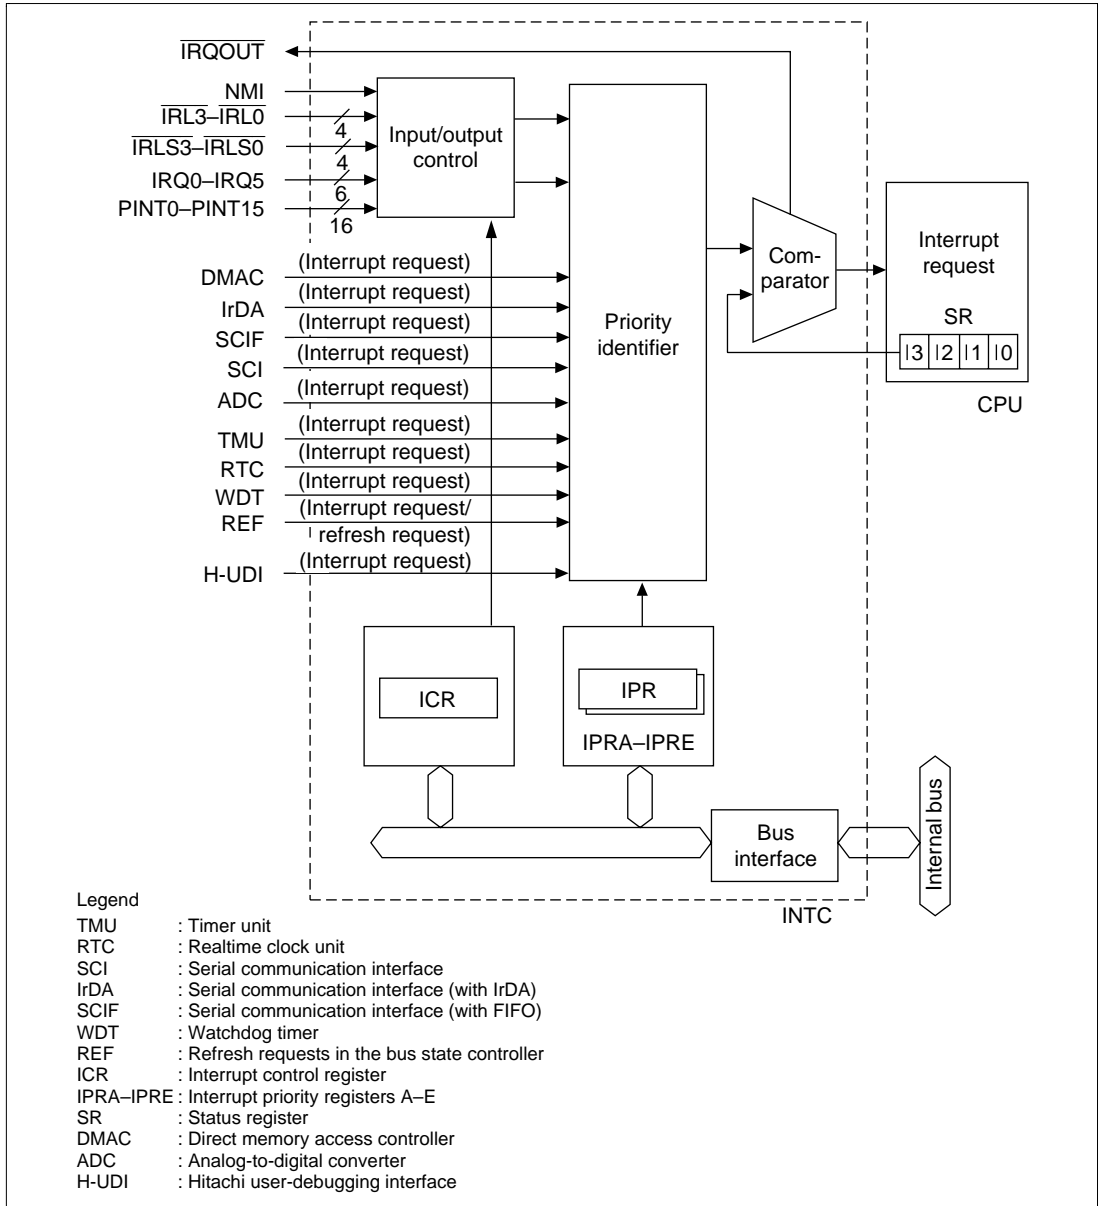 IRQOUT
NMI
IRL3–IRL0
4
IRLS3–IRLS0
4
IRQ0–IRQ5
6
PINT0–PINT15
16
Input/output
control
DMAC (Interrupt request)
IrDA (Interrupt request)
SCIF (Interrupt request)
SCI (Interrupt request)
ADC (Interrupt request)
TMU (Interrupt request)
RTC (Interrupt request)
WDT (Interrupt request)
REF (Interrupt request/
refresh request)
H-UDI (Interrupt request)
Priority
identifier
Com-
parator
Interrupt
request
SR
I3 I2 I1 I0
CPU
ICR
IPR
IPRA–IPRE
Bus
interface
Internal bus
INTC
Legend
TMU : Timer unit
RTC : Realtime clock unit
SCI : Serial communication interface
IrDA : Serial communication interface (with IrDA)
SCIF : Serial communication interface (with FIFO)
WDT : Watchdog timer
REF : Refresh requests in the bus state controller
ICR : Interrupt control register
IPRA–IPRE : Interrupt priority registers A–E
SR : Status register
DMAC : Direct memory access controller
ADC : Analog-to-digital converter
H-UDI : Hitachi user-debugging interface